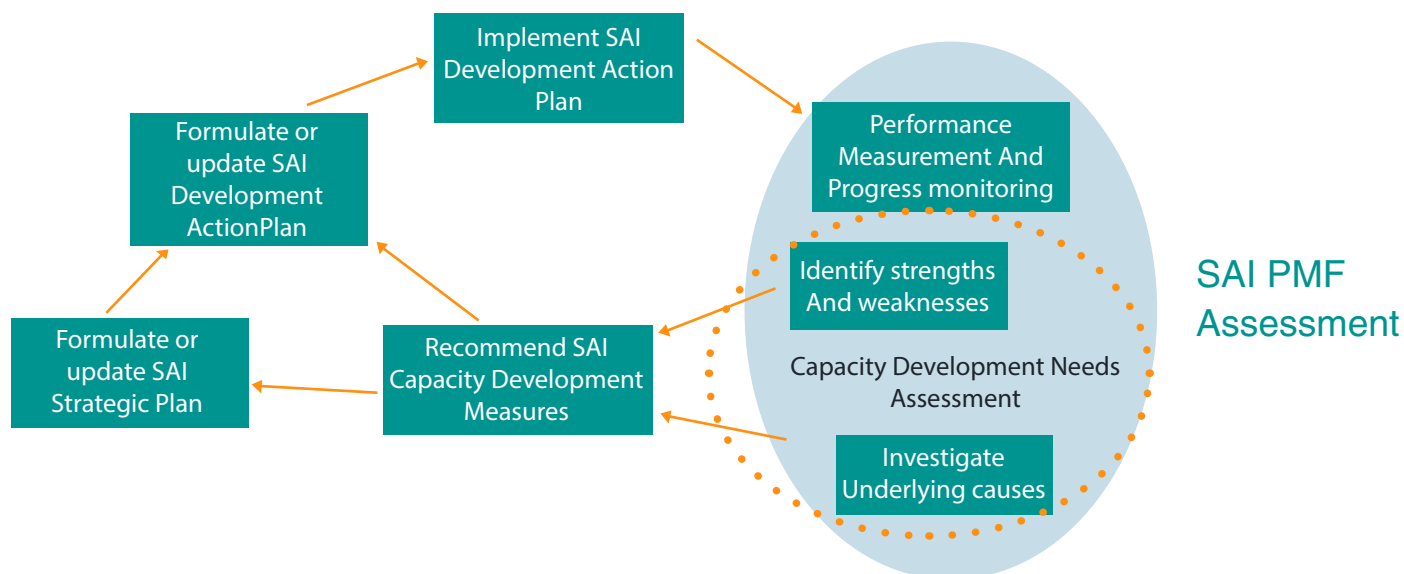 Implement SAI
Development Action
Plan
Formulate or
update SAI
Development
ActionPlan
Performance
Measurement And
Progress monitoring
Identify strengths
And weaknesses
SAI PMF
Assessment
Formulate or
update SAI
Strategic Plan
Recommend SAI
Capacity Development
Measures
Capacity Development Needs
Assessment
Investigate
Underlying causes